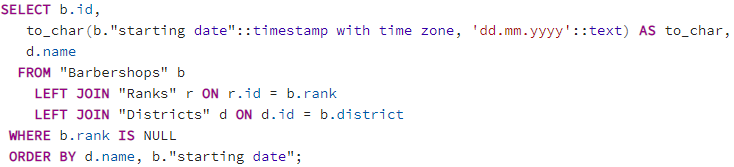 SELECT b.id,
to_char(b."starting date"::timestamp with time zone, 'dd.mm.yyyy'::text) AS to_char,
d.name
FROM "Barbershops" b
LEFT JOIN "Ranks" r ON r.id = b.rank
LEFT JOIN "Districts" d ON d.id = b.district
WHERE b.rank IS NULL
ORDER BY d.name, b."starting date";